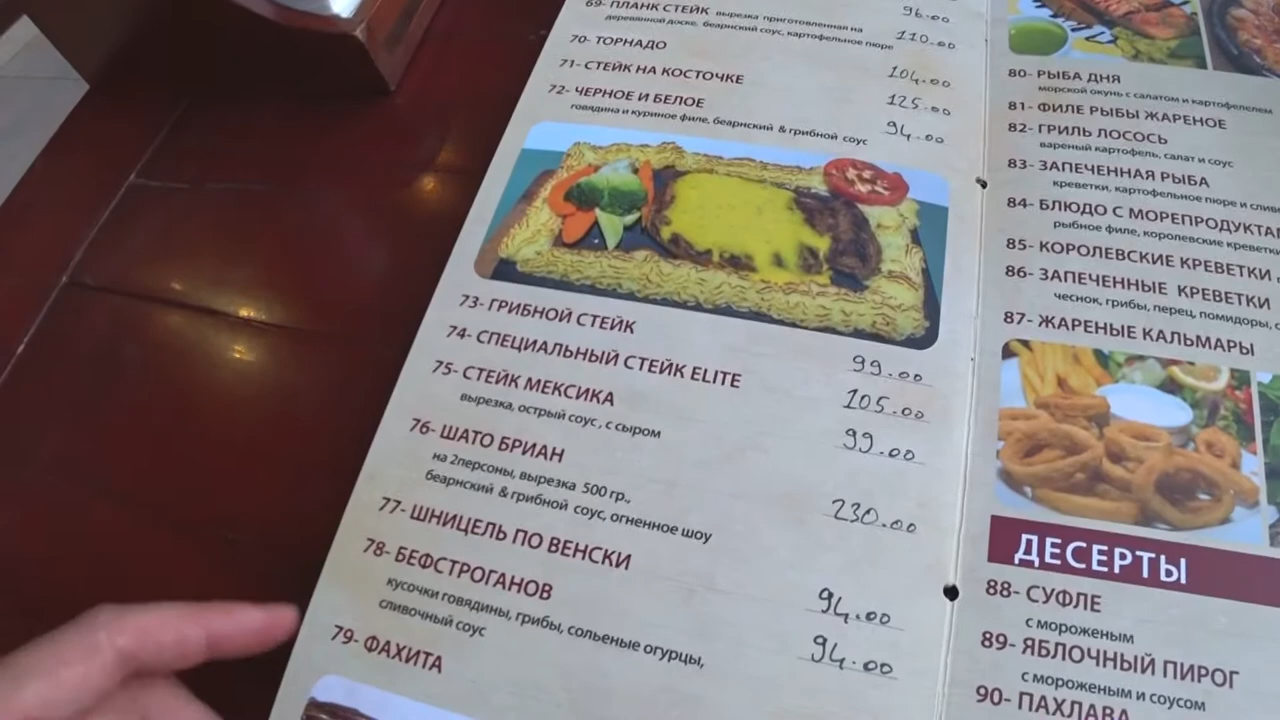 96.00
69- ПЛАНК СТЕЙК вырезка приготовленная на
деревянной доске, беарнский соус, картофельное пюре
110.00
70- ТОРНАДО
104.00
71- СТЕЙК НА КОСТОЧКЕ
125.00
72- ЧЕРНОЕ И БЕЛОЕ
говядина и куриное филе, беарнский & грибной соус
94.00
73- ГРИБНОЙ СТЕЙК
99.00
74- СПЕЦИАЛЬНЫЙ СТЕЙК ELITE
105.00
75- СТЕЙК МЕКСИКА
вырезка, острый соус , с сыром
99.00
76- ШАТО БРИАН
на 2персоны, вырезка 500 гр.,
беарнский & грибной соус, огненное шоу
230.00
77- ШНИЦЕЛЬ ПО ВЕНСКИ
94.00
78- БЕФСТРОГАНОВ
кусочки говядины, грибы, сольеные огурцы,
сливочный соус
94.00
79- ФАХИТА
80- РЫБА ДНЯ
морской окунь с салатом и картофелелем
81- ФИЛЕ РЫБЫ ЖАРЕНОЕ
82- ГРИЛЬ ЛОСОСЬ
вареный картофель, салат и соус
83- ЗАПЕЧЕННАЯ РЫБА
креветки, картофельное пюре и
84- БЛЮДО С
рыбное филе, королевские
85- КОРОЛЕВСКИЕ КРЕВЕТКИ
86- ЗАПЕЧЕННЫЕ КРЕВЕТКИ
чеснок, грибы, перец, помидоры,
87- ЖАРЕНЫЕ КАЛЬМАРЫ
ДЕСЕРТЫ
88- СУФЛЕ
с мороженым
89- ЯБЛОЧНЫЙ ПИРОГ
с мороженым и соусом
90- ПАХЛАВА